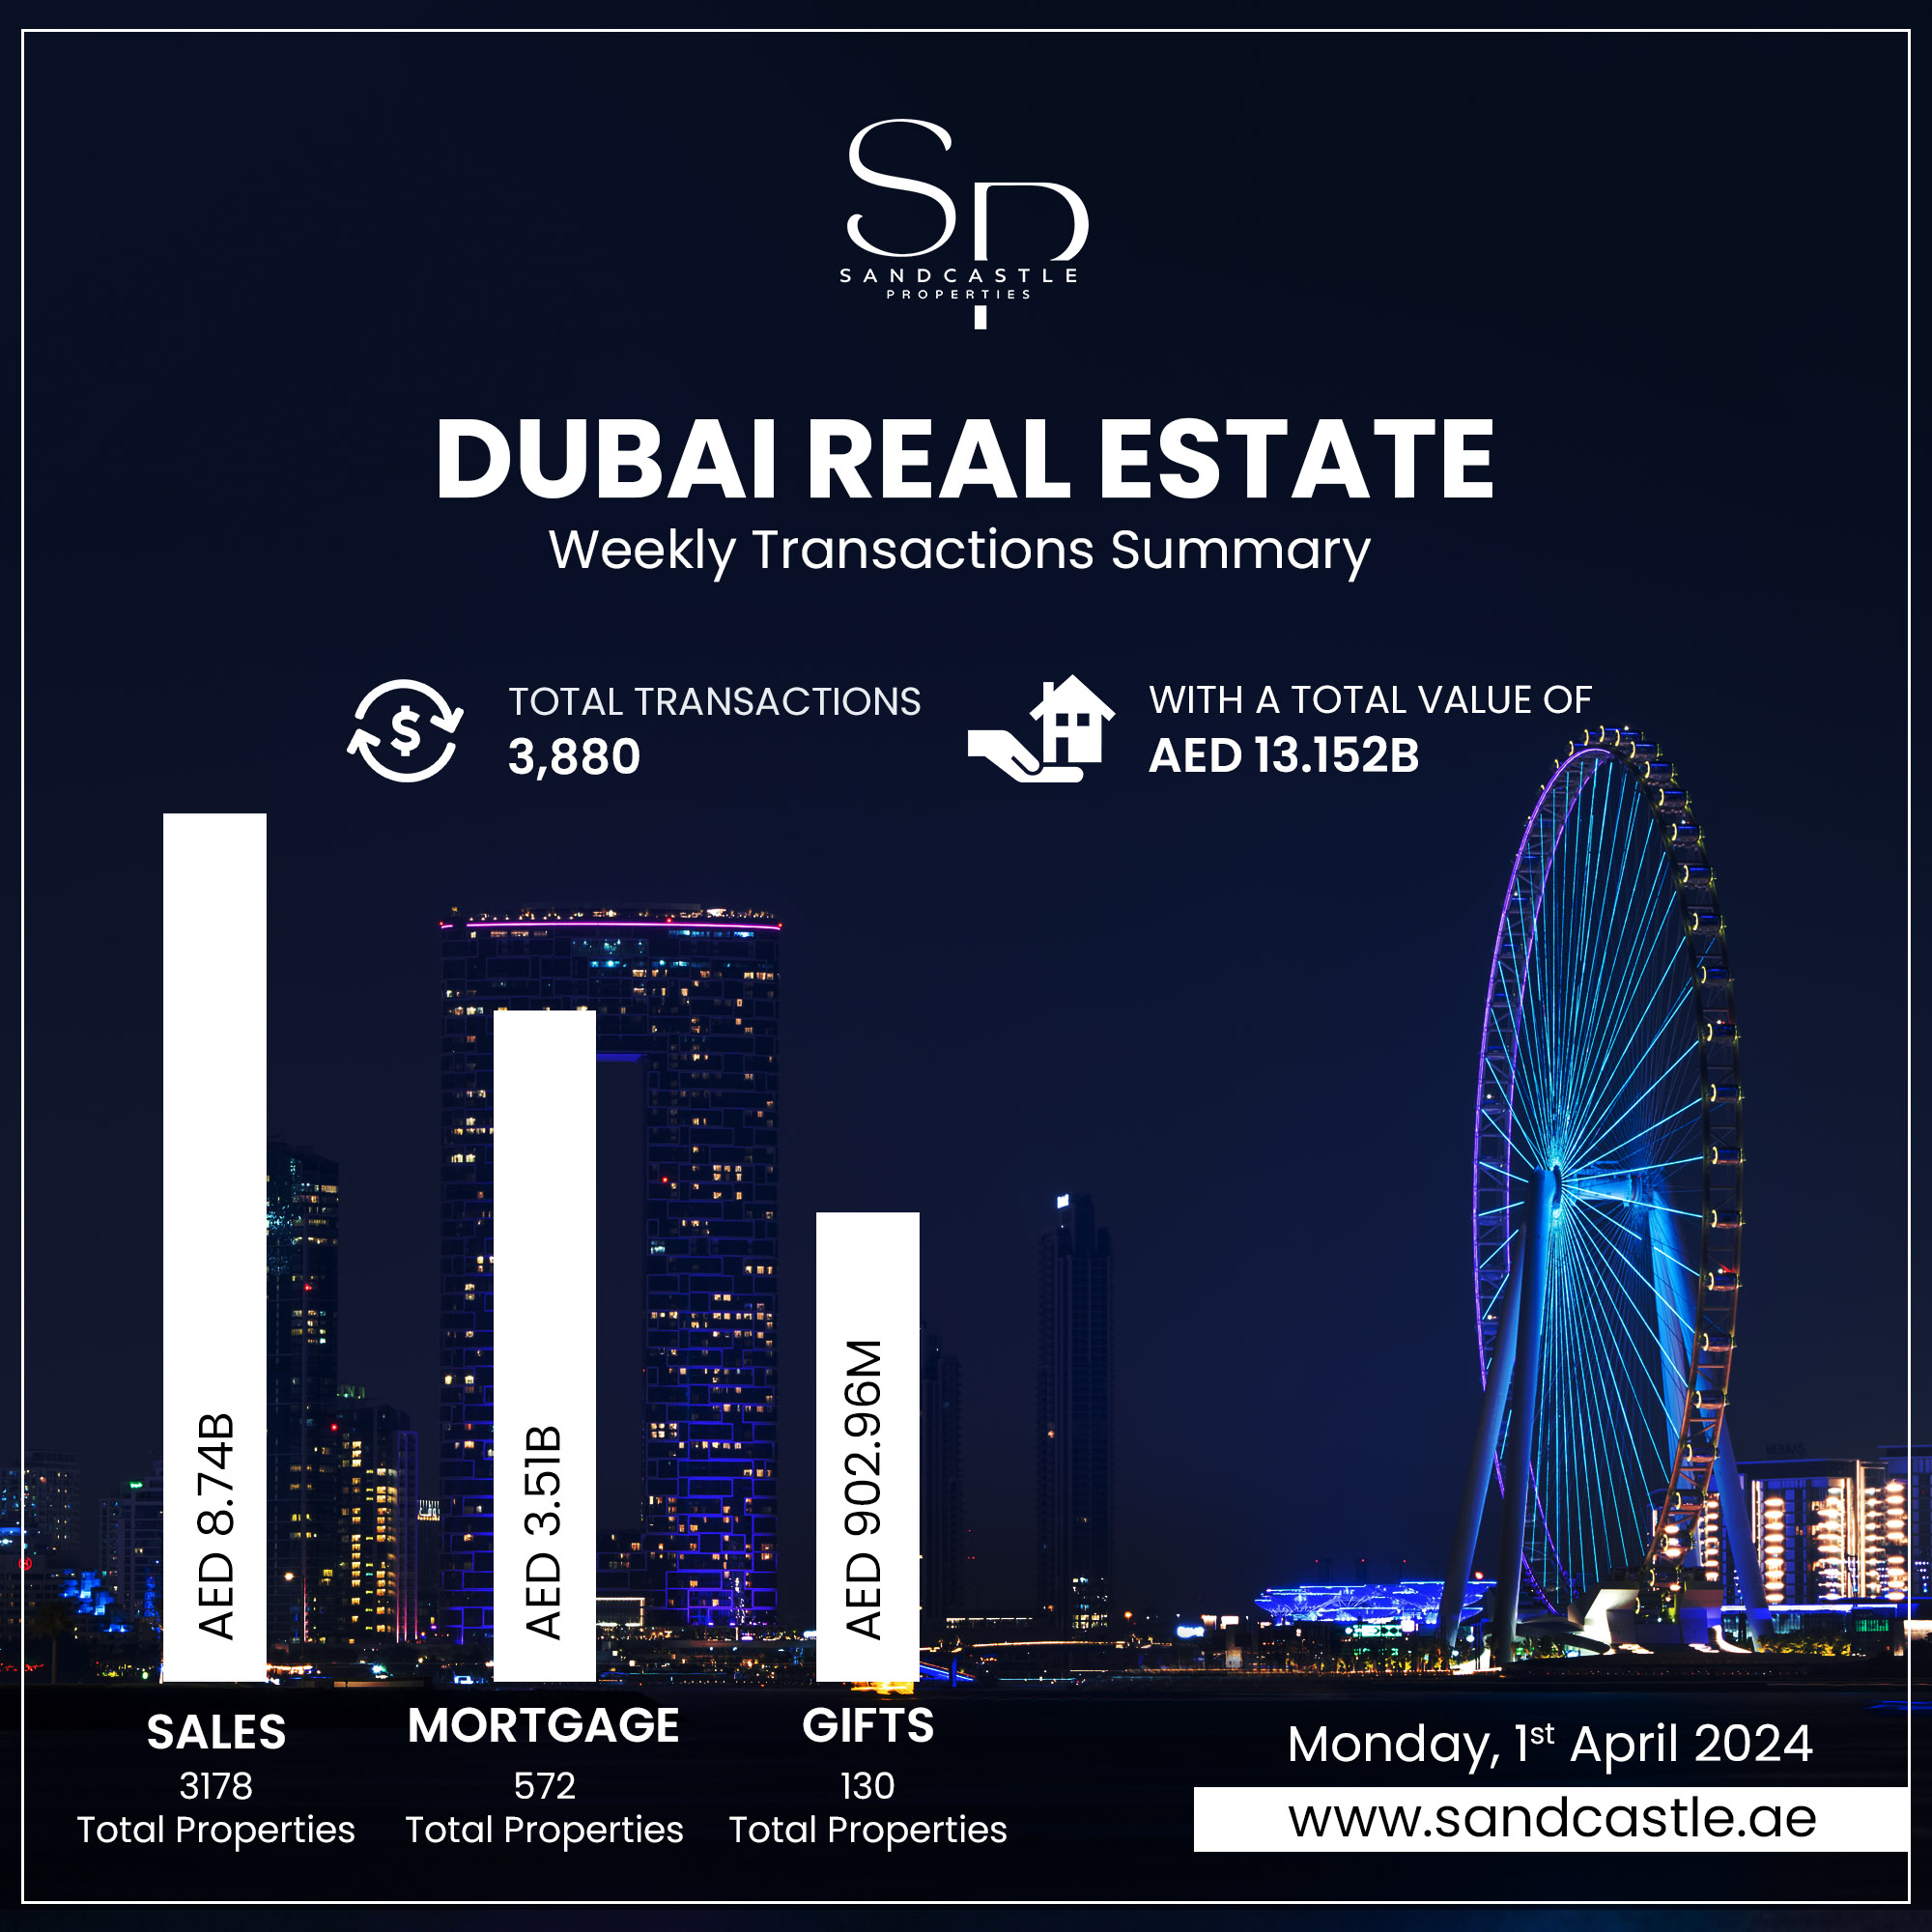 SP
SANDCASTLE
PROPERTIES
DUBAI REAL ESTATE
Weekly Transactions Summary
TOTAL TRANSACTIONS
3,880
WITH A TOTAL VALUE OF
AED 13.152B
AED 8.74B
AED 3.51B
AED 902.96M
SALES
3178
Total Properties
MORTGAGE
572
Total Properties
GIFTS
130
Total Properties
Monday, 1st April 2024
www.sandcastle.ae